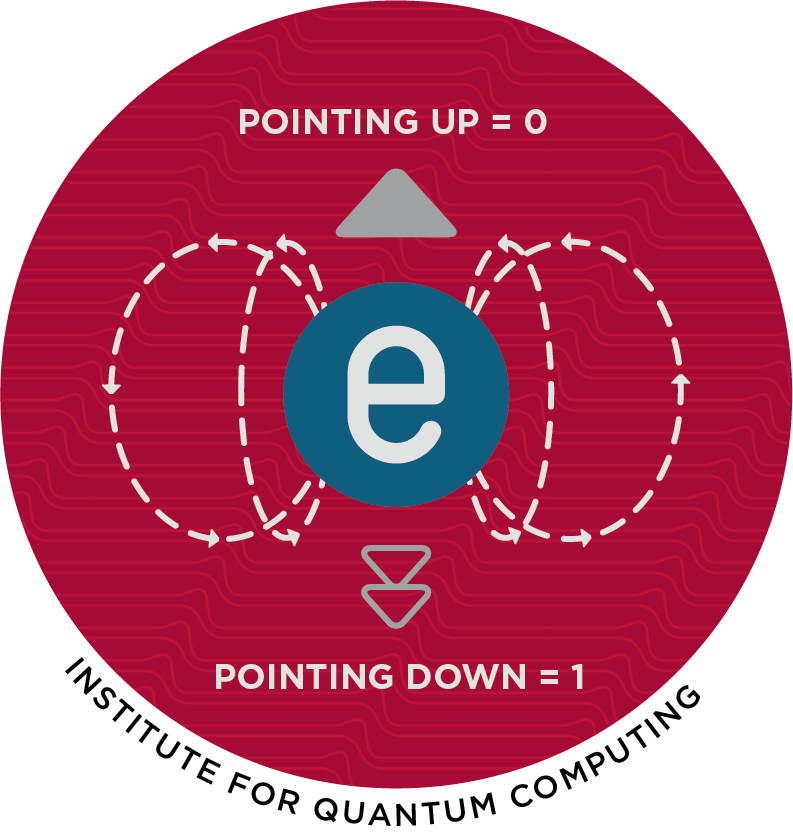 POINTING UP = 0
e
POINTING DOWN = 1
INSTITUTE FOR QUANTUM COMPUTING